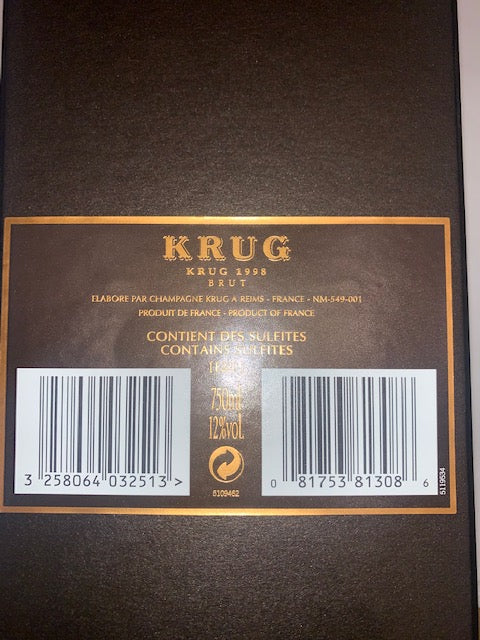 KRUG
KRUG 1998
BRUT
ELABORE PAR CHAMPAGNE KRUG A REIMS - FRANCE - NM-549-001
PRODUIT DE FRANCE - PRODUCT OF FRANCE
CONTIENT DES SULFITES
CONTAINS SULFITES
750ml
12%vol.
3 258064 032513 >
5109462
0 81753 81308 6
5119534